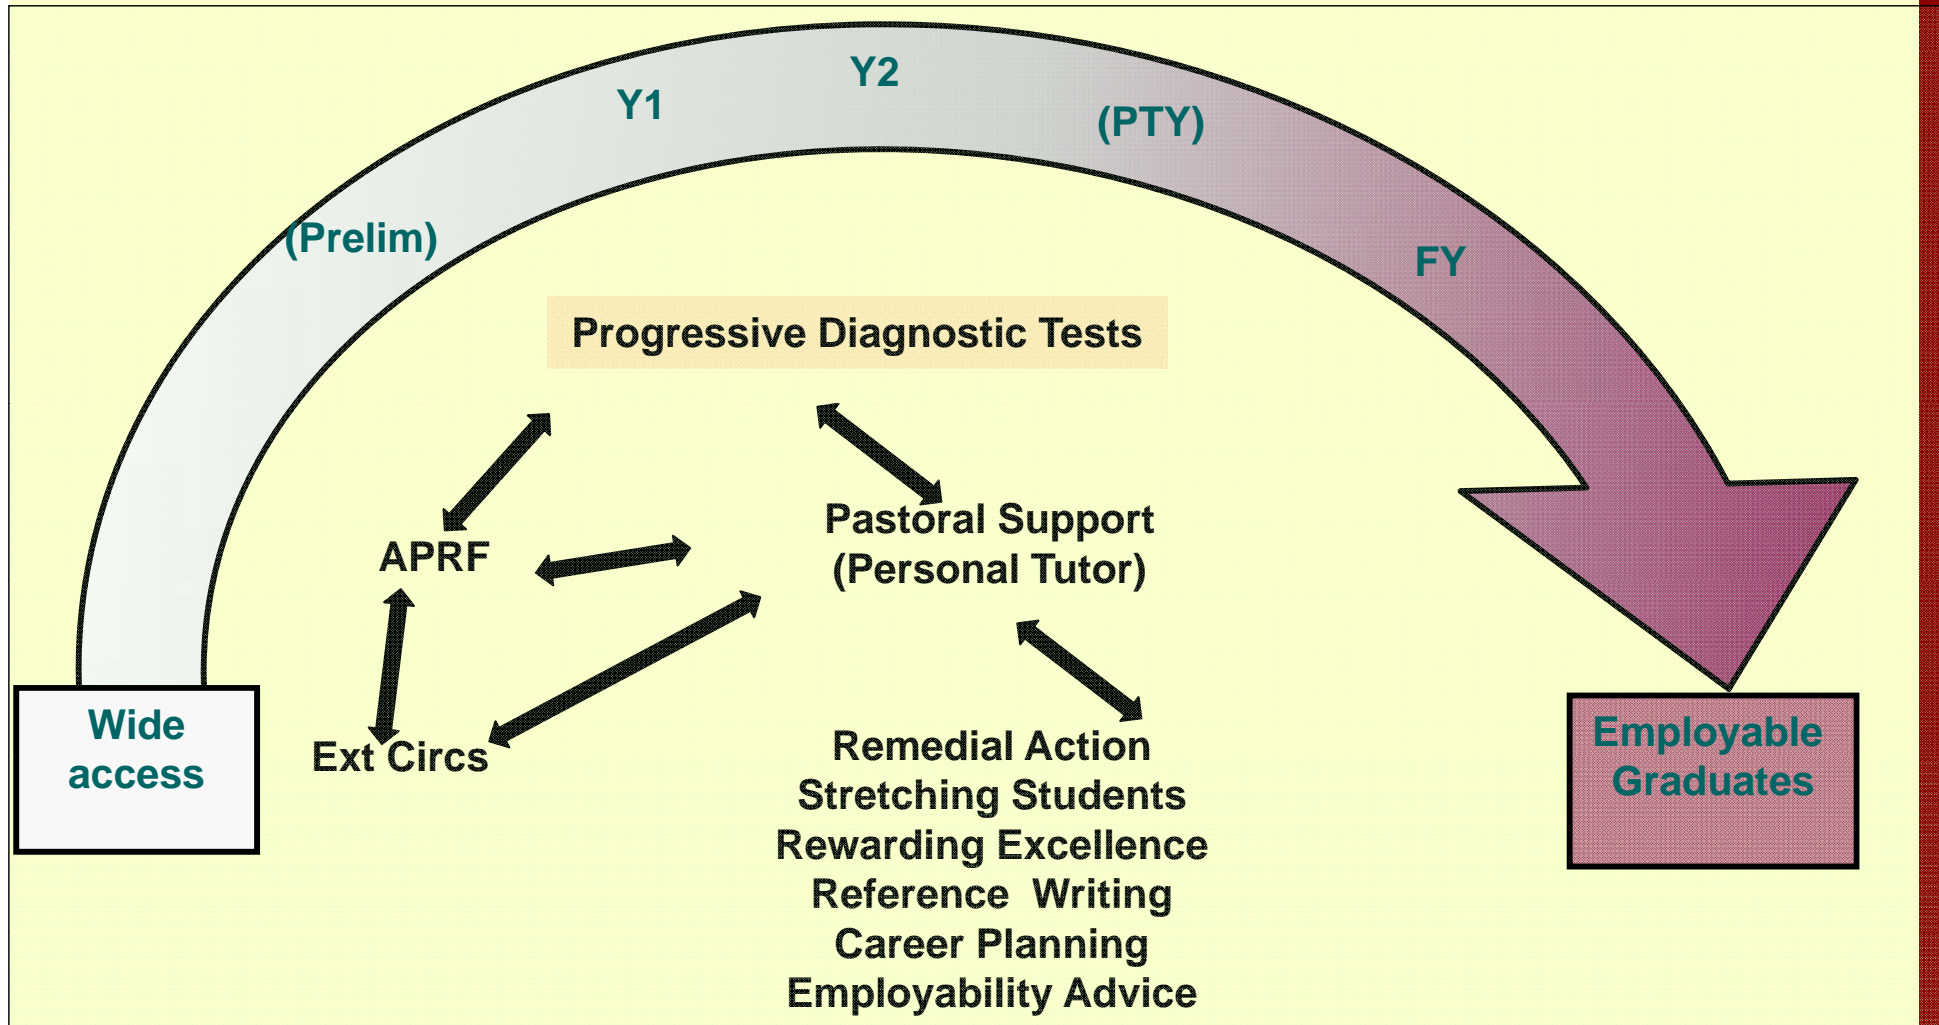 Y2
Y1
(PTY)
(Prelim)
FY
Progressive Diagnostic Tests
Pastoral Support
(Personal Tutor)
APRF
Wide
access
Ext Circs
Employable
Graduates
Remedial Action
Stretching Students
Rewarding Excellence
Reference Writing
Career Planning
Employability Advice